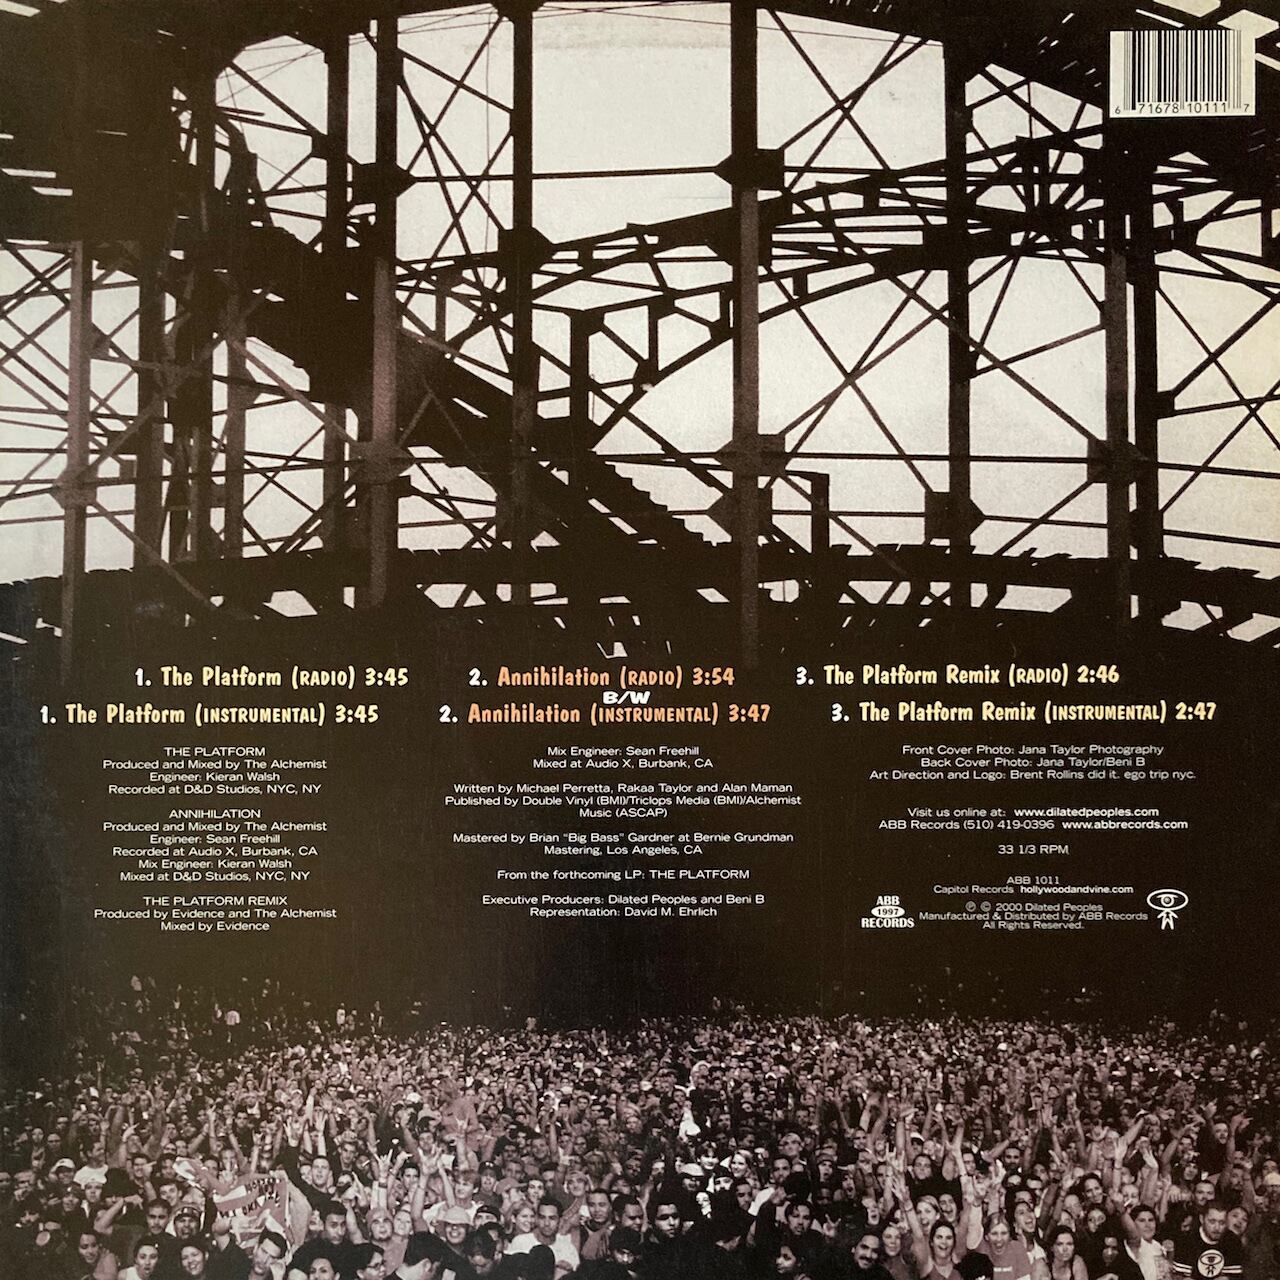 6 71678 10111 7
1. The Platform (RADIO) 3:45
2. Annihilation (RADIO) 3:54
3. The Platform Remix (RADIO) 2:46
B/W
1. The Platform (INSTRUMENTAL) 3:45
2. Annihilation (INSTRUMENTAL) 3:47
3. The Platform Remix (INSTRUMENTAL) 2:47
THE PLATFORM
Produced and Mixed by The Alchemist
Engineer: Kieran Walsh
Recorded at D&D Studios, NYC, NY
ANNIHILATION
Produced and Mixed by The Alchemist
Engineer: Sean Freehill
Recorded at Audio X, Burbank, CA
Mix Engineer: Kieran Walsh
Mixed at D&D Studios, NYC, NY
THE PLATFORM REMIX
Produced by Evidence and The Alchemist
Mixed by Evidence
Mix Engineer: Sean Freehill
Mixed at Audio X, Burbank, CA
Written by Michael Perretta, Rakaa Taylor and Alan Maman
Published by Double Vinyl (BMI)/Triclops Media (BMI)/Alchemist
Music (ASCAP)
Mastered by Brian "Big Bass" Gardner at Bernie Grundman
Mastering, Los Angeles, CA
From the forthcoming LP: THE PLATFORM
Executive Producers: Dilated Peoples and Beni B
Representation: David M. Ehrlich
Front Cover Photo: Jana Taylor Photography
Back Cover Photo: Jana Taylor/Beni B
Art Direction and Logo: Brent Rollins did it. ego trip nyc.
Visit us online at: www.dilatedpeoples.com
ABB Records (510) 419-0396 www.abbrecords.com
33 1/3 RPM
ABB 1011
Capitol Records hollywoodandvine.com
℗ © 2000 Dilated Peoples
Manufactured & Distributed by ABB Records
All Rights Reserved.
ABB
1997
RECORDS